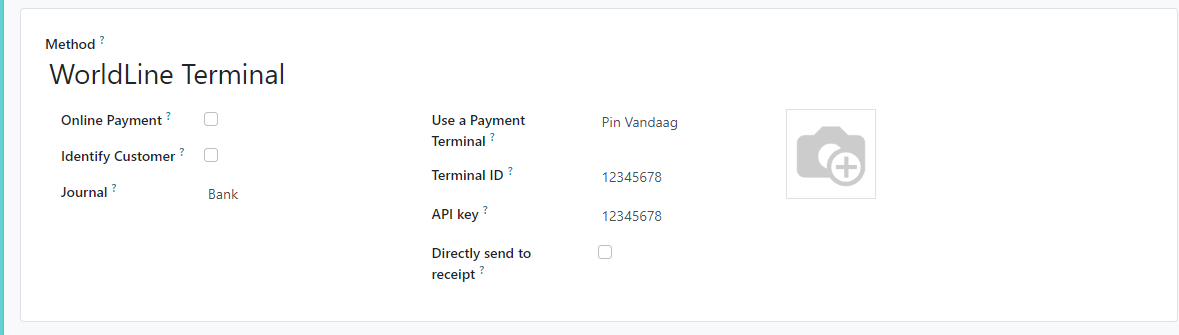 Method ?
WorldLine Terminal
Online Payment ?
Identify Customer ?
Journal ?
Bank
Use a Payment
Terminal ?
Pin Vandaag
Terminal ID ?
12345678
API key ?
12345678
Directly send to
receipt ?